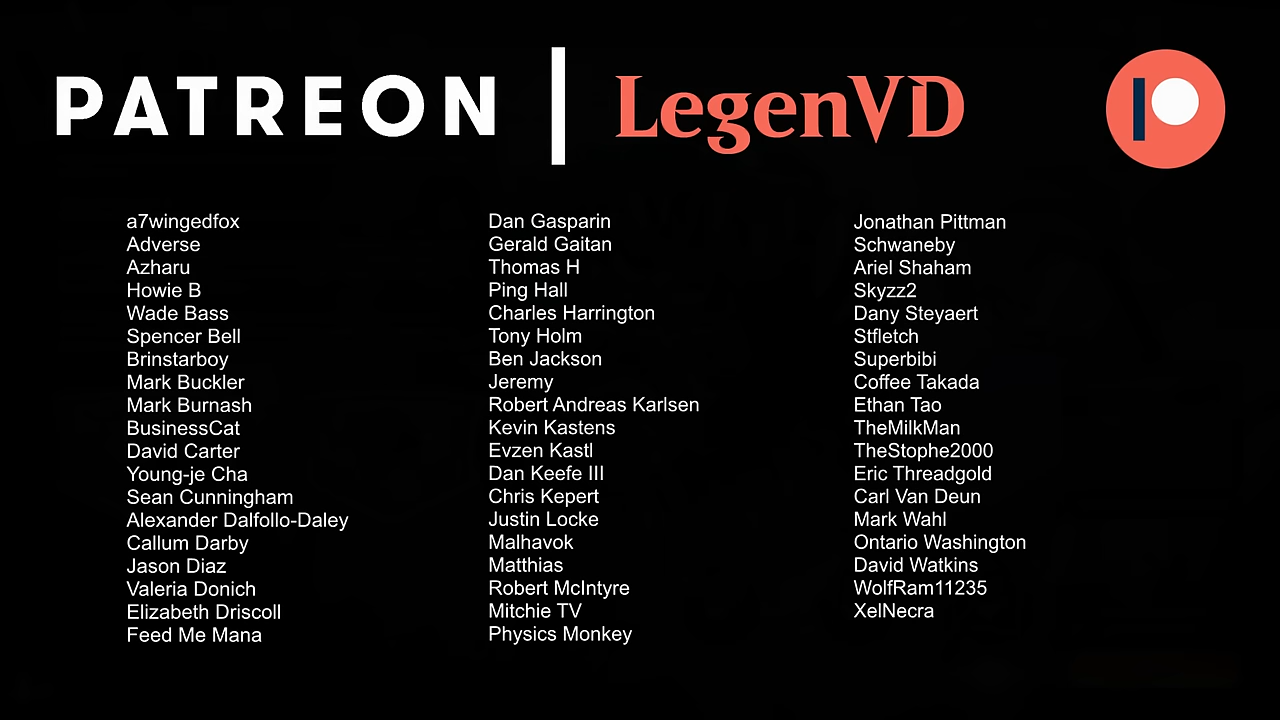 PATREON | LegenVD
a7wingedfox
Adverse
Azharu
Howie B
Wade Bass
Spencer Bell
Brinstarboy
Mark Buckler
Mark Burnash
BusinessCat
David Carter
Young-je Cha
Sean Cunningham
Alexander Dalfollo-Daley
Callum Darby
Jason Diaz
Valeria Donich
Elizabeth Driscoll
Feed Me Mana
Dan Gasparin
Gerald Gaitan
Thomas H
Ping Hall
Charles Harrington
Tony Holm
Ben Jackson
Jeremy
Robert Andreas Karlsen
Kevin Kastens
Evzen Kastl
Dan Keefe III
Chris Kepert
Justin Locke
Malhavok
Matthias
Robert McIntyre
Mitchie TV
Physics Monkey
Jonathan Pittman
Schwaneby
Ariel Shaham
Skyzz2
Dany Steyaert
Stfletch
Superbibi
Coffee Takada
Ethan Tao
TheMilkMan
TheStophe2000
Eric Threadgold
Carl Van Deun
Mark Wahl
Ontario Washington
David Watkins
WolfRam11235
XelNecra